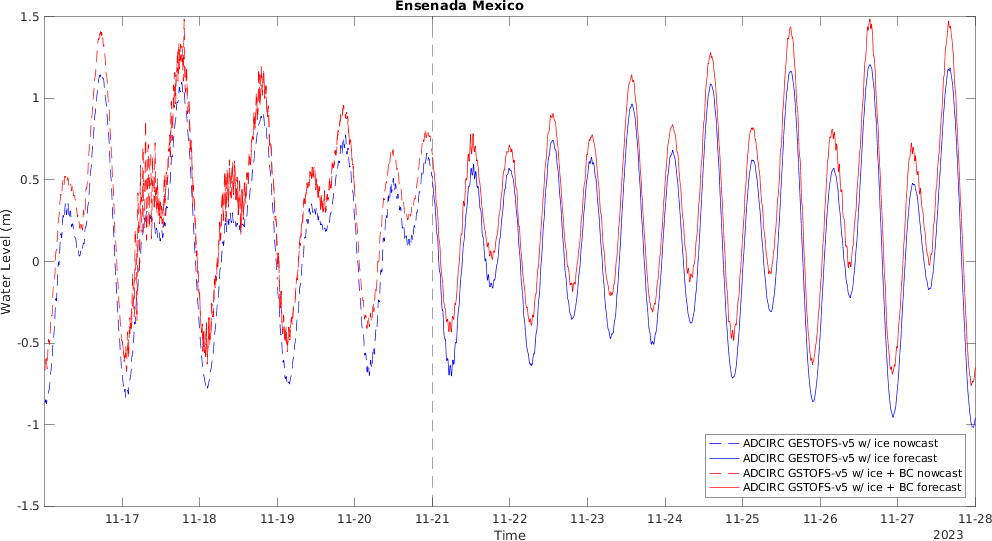 Ensenada Mexico
1.5
1
0.5
0
-0.5
-1
-1.5
Water Level (m)
ADCIRC GESTOFS-v5 w/ ice nowcast
ADCIRC GESTOFS-v5 w/ ice forecast
ADCIRC GSTOFS-v5 w/ ice + BC nowcast
ADCIRC GSTOFS-v5 w/ ice + BC forecast
11-17 11-18 11-19 11-20 11-21 11-22 11-23 11-24 11-25 11-26 11-27 11-28
Time
2023